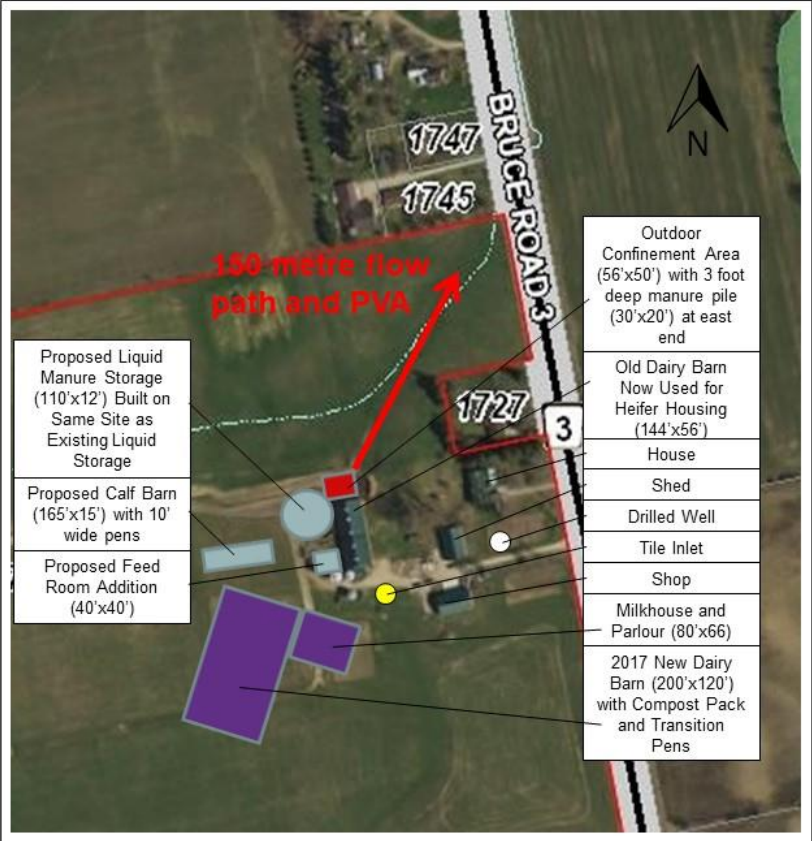 1747
1745
BRUCE ROAD 3
N
150 metre flow
path and PVA
1727
3
Proposed Liquid
Manure Storage
(110'x12') Built on
Same Site as
Existing Liquid
Storage
Proposed Calf Barn
(165'x15') with 10'
wide pens
Proposed Feed
Room Addition
(40'x40')
Outdoor
Confinement Area
(56'x50') with 3 foot
deep manure pile
(30'x20') at east
end
Old Dairy Barn
Now Used for
Heifer Housing
(144'x56')
House
Shed
Drilled Well
Tile Inlet
Shop
Milkhouse and
Parlour (80'x66)
2017 New Dairy
Barn (200'x120')
with Compost Pack
and Transition
Pens